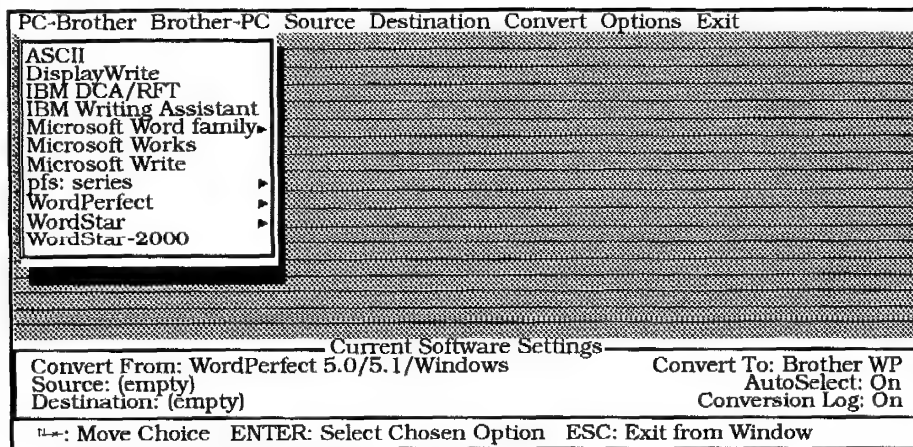 PC→Brother Brother→PC Source Destination Convert Options Exit
ASCII
DisplayWrite
IBM DCA/RFT
IBM Writing Assistant
Microsoft Word family▸
Microsoft Works
Microsoft Write
pfs: series ▸
WordPerfect ▸
WordStar ▸
WordStar-2000
Current Software Settings
Convert From: WordPerfect 5.0/5.1/Windows Convert To: Brother WP
Source: (empty) AutoSelect: On
Destination: (empty) Conversion Log: On
: Move Choice ENTER: Select Chosen Option ESC: Exit from Window